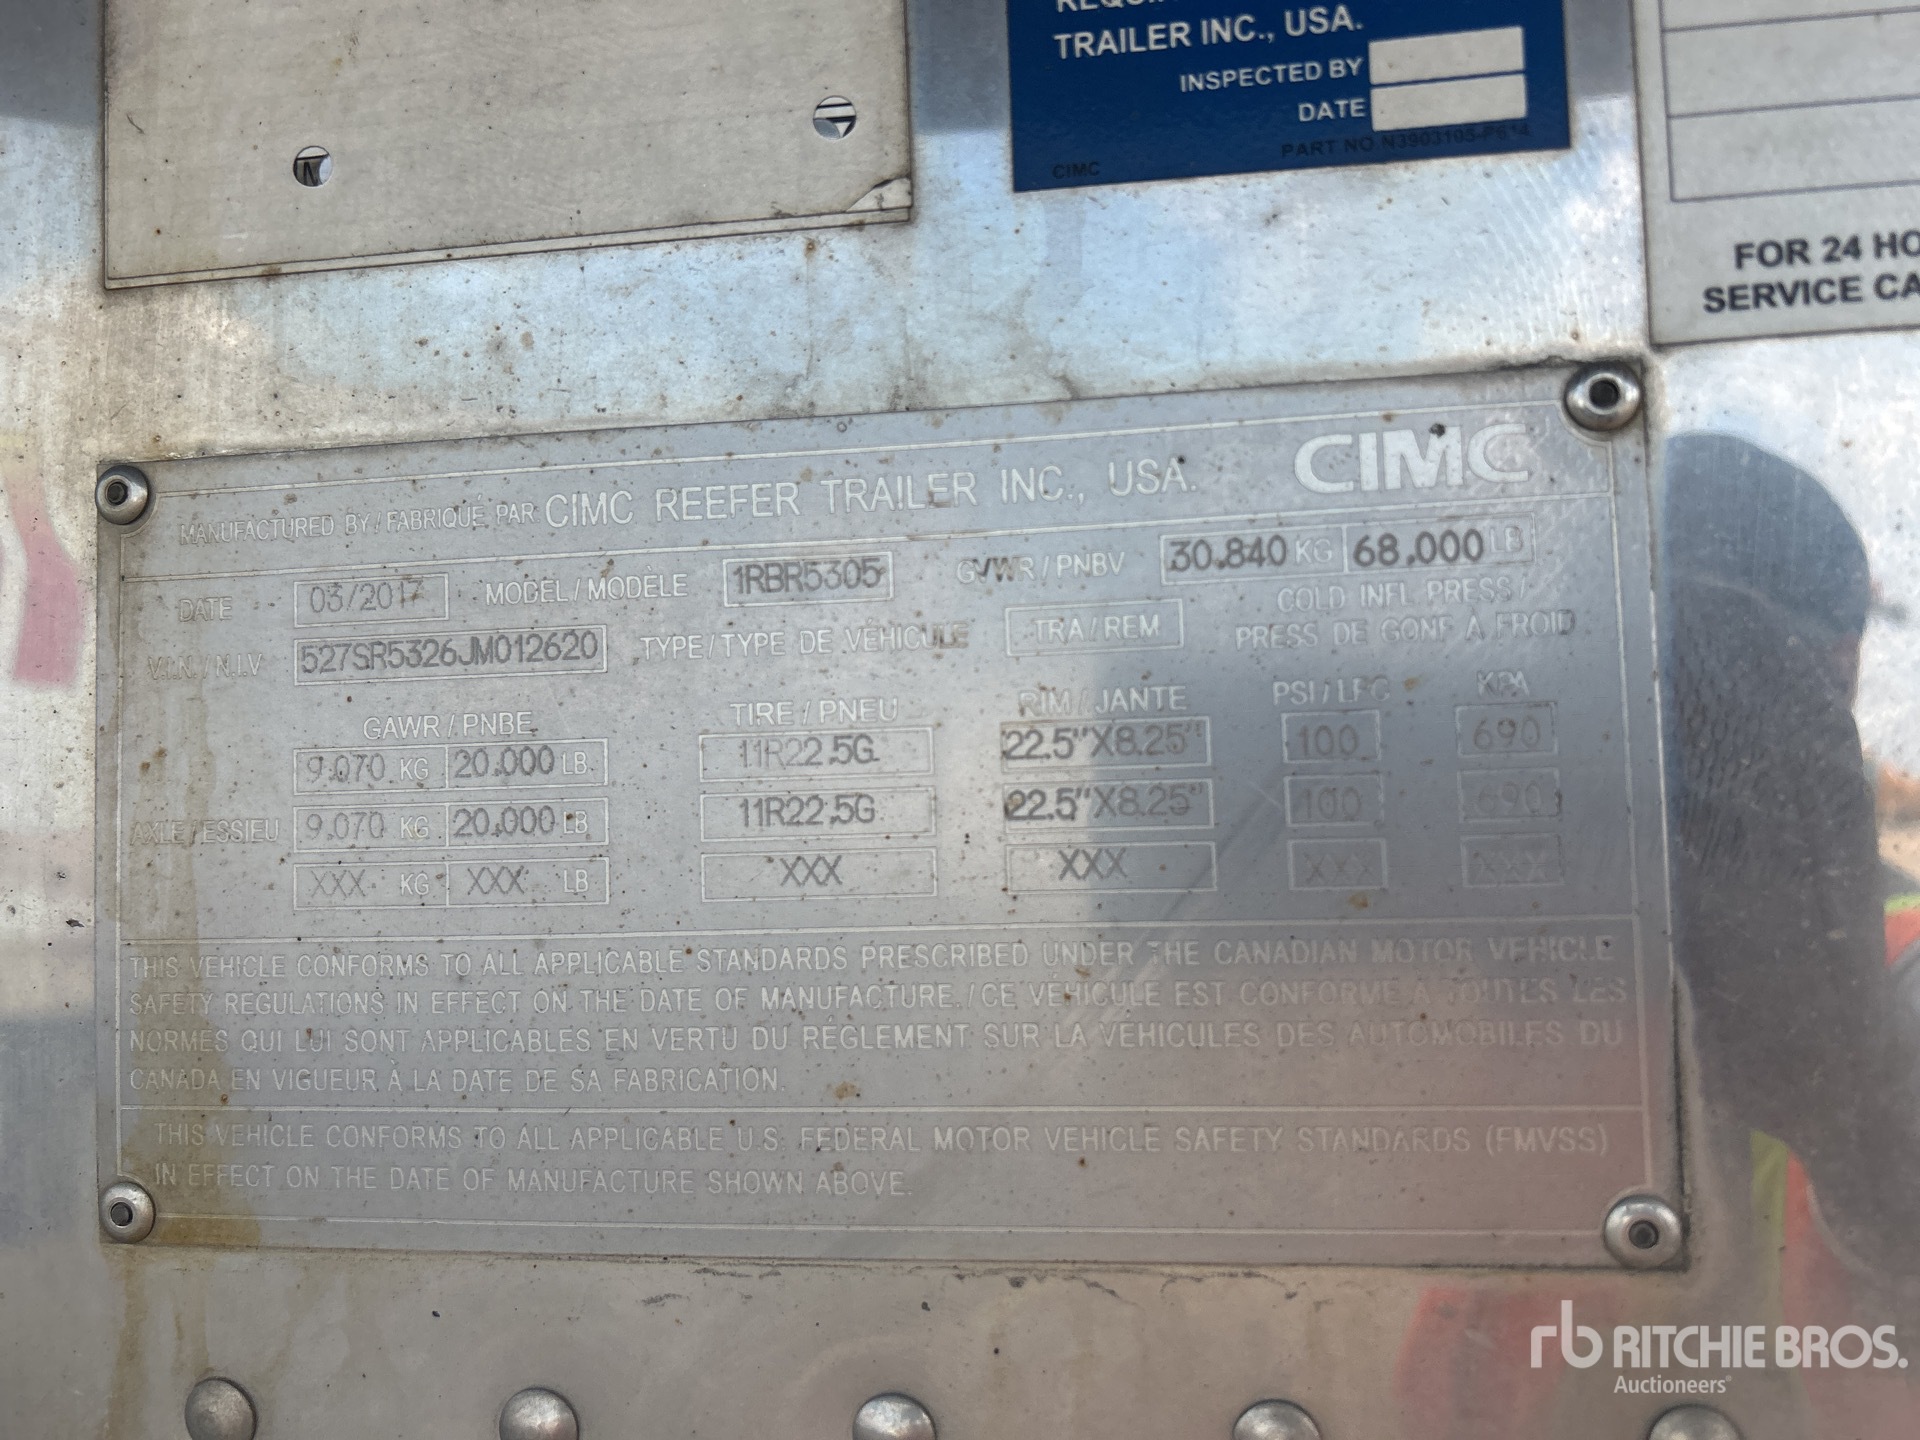 TRAILER INC., USA.
INSPECTED BY
DATE
PART NO.
CIMC
FOR 24 HO
SERVICE CA
MANUFACTURED BY / FABRIQUÉ PAR CIMC REEFER TRAILER INC., USA. CIMC
DATE 03/2017 MODEL / MODÈLE 1RBR5305 GVWR / PNBV 30.840 KG 68.000 LB
V.I.N. / N.I.V 527SR5326JM012620 TYPE / TYPE DE VÉHICULE TRA / REM
COLD INFL. PRESS /
PRESS DE GONF À FROID
GAWR / PNBE TIRE / PNEU RIM / JANTE PSI / LPC KPA
9.070 KG 20.000 LB 11R22.5G 22.5"X8.25" 100 690
AXLE / ESSIEU 9.070 KG 20.000 LB 11R22.5G 22.5"X8.25" 100 690
XXX KG XXX LB XXX XXX XXX XXX
THIS VEHICLE CONFORMS TO ALL APPLICABLE STANDARDS PRESCRIBED UNDER THE CANADIAN MOTOR VEHICLE
SAFETY REGULATIONS IN EFFECT ON THE DATE OF MANUFACTURE. / CE VÉHICULE EST CONFORME À TOUTES LES
NORMES QUI LUI SONT APPLICABLES EN VERTU DU RÉGLEMENT SUR LA VÉHICULES DES AUTOMOBILES DU
CANADA EN VIGUEUR À LA DATE DE SA FABRICATION.
THIS VEHICLE CONFORMS TO ALL APPLICABLE U.S. FEDERAL MOTOR VEHICLE SAFETY STANDARDS (FMVSS)
IN EFFECT ON THE DATE OF MANUFACTURE SHOWN ABOVE.
rb RITCHIE BROS.
Auctioneers